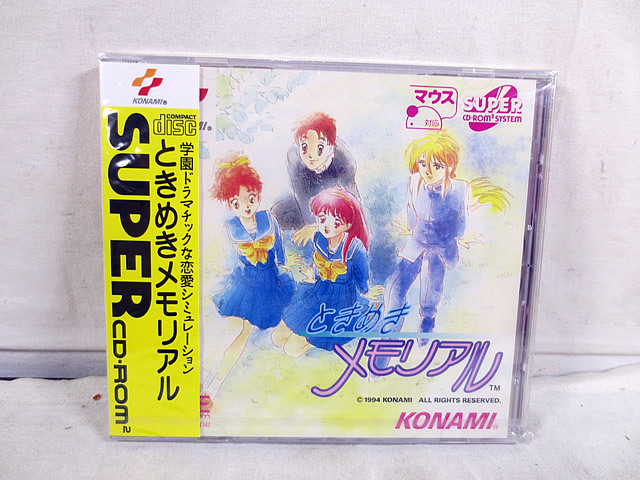 KONAMI®
COMPACT
disc
学園ドラマチックな恋愛シミュレーション
ときめきメモリアル
SUPER CD-ROM2
マウス
対応
SUPER
CD-ROM2 SYSTEM
ときめき
メモリアル
TM
©1994 KONAMI ALL RIGHTS RESERVED.
KONAMI®